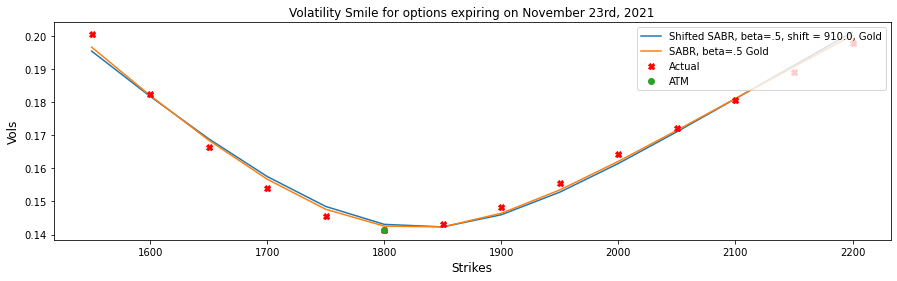 Volatility Smile for options expiring on November 23rd, 2021
Shifted SABR, beta=.5, shift = 910.0, Gold
SABR, beta=.5 Gold
Actual
ATM
Vols
0.20
0.19
0.18
0.17
0.16
0.15
0.14
1600
1700
1800
1900
2000
2100
2200
Strikes